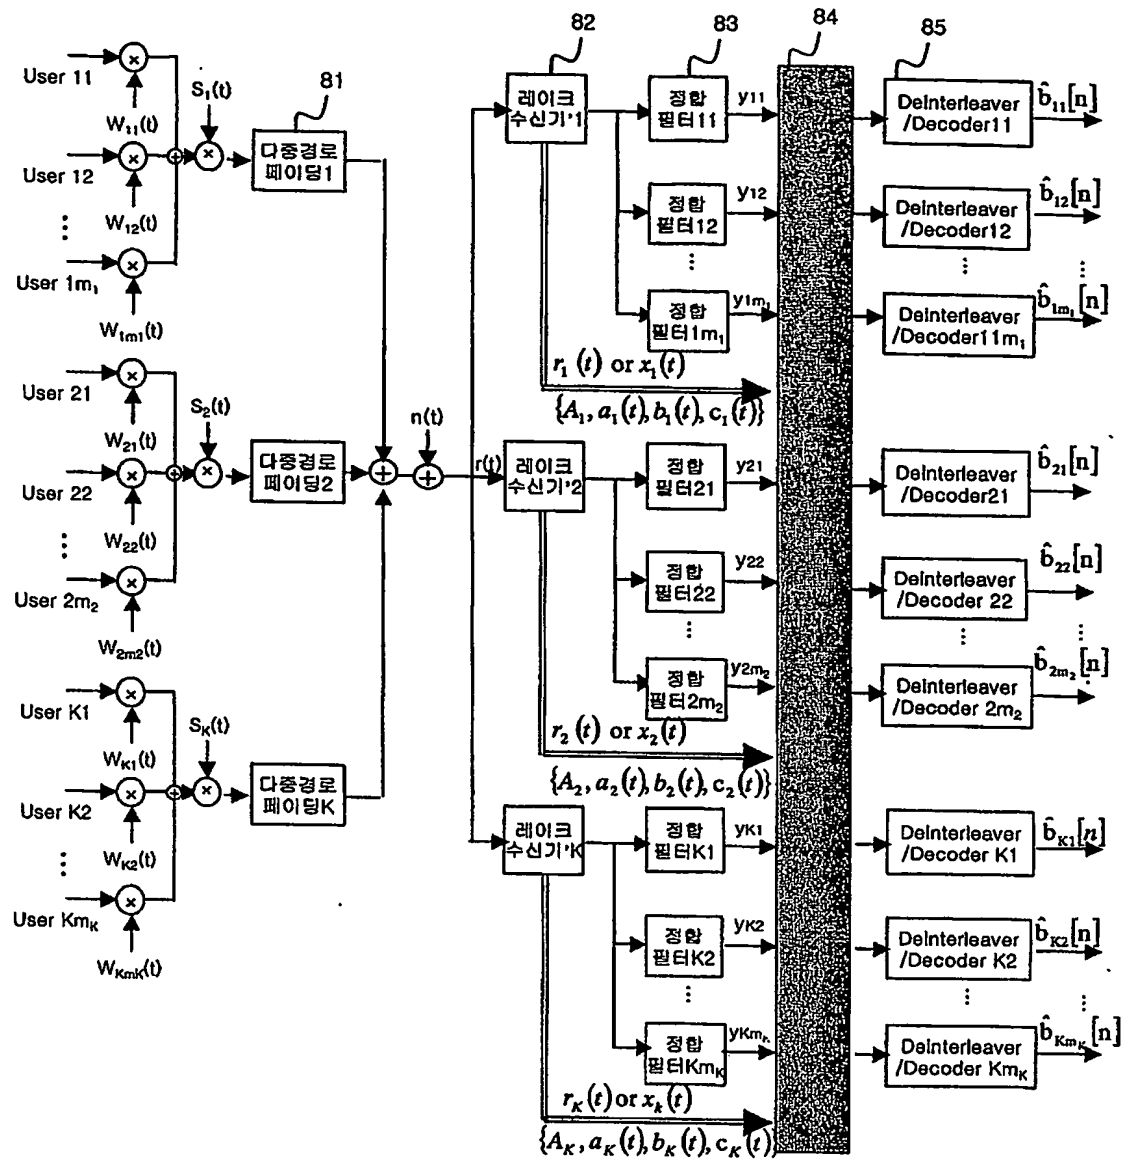 82
83
84
85
81
User 11
W11(t)
S1(t)
User 12
W12(t)
User 1m1
W1m1(t)
다중경로
페이딩1
레이크
수신기'1
정합
필터11
y11
Deinterleaver
/Decoder11
b̂11[n]
정합
필터12
y12
Deinterleaver
/Decoder12
b̂12[n]
정합
필터1m1
y1m1
Deinterleaver
/Decoder11m1
b̂1m1[n]
r1(t) or x1(t)
{A1, a1(t), b1(t), c1(t)}
User 21
W21(t)
S2(t)
User 22
W22(t)
User 2m2
W2m2(t)
다중경로
페이딩2
n(t)
r(t)
레이크
수신기'2
정합
필터21
y21
Deinterleaver
/Decoder21
b̂21[n]
정합
필터22
y22
Deinterleaver
/Decoder 22
b̂22[n]
정합
필터2m2
y2m2
Deinterleaver
/Decoder 2m2
b̂2m2[n]
r2(t) or x2(t)
{A2, a2(t), b2(t), c2(t)}
User K1
WK1(t)
SK(t)
User K2
WK2(t)
User KmK
WKmK(t)
다중경로
페이딩K
레이크
수신기'K
정합
필터K1
yK1
Deinterleaver
/Decoder K1
b̂K1[n]
정합
필터K2
yK2
Deinterleaver
/Decoder K2
b̂K2[n]
정합
필터KmK
yKmK
Deinterleaver
/Decoder KmK
b̂KmK[n]
rK(t) or xk(t)
{AK, aK(t), bK(t), cK(t)}